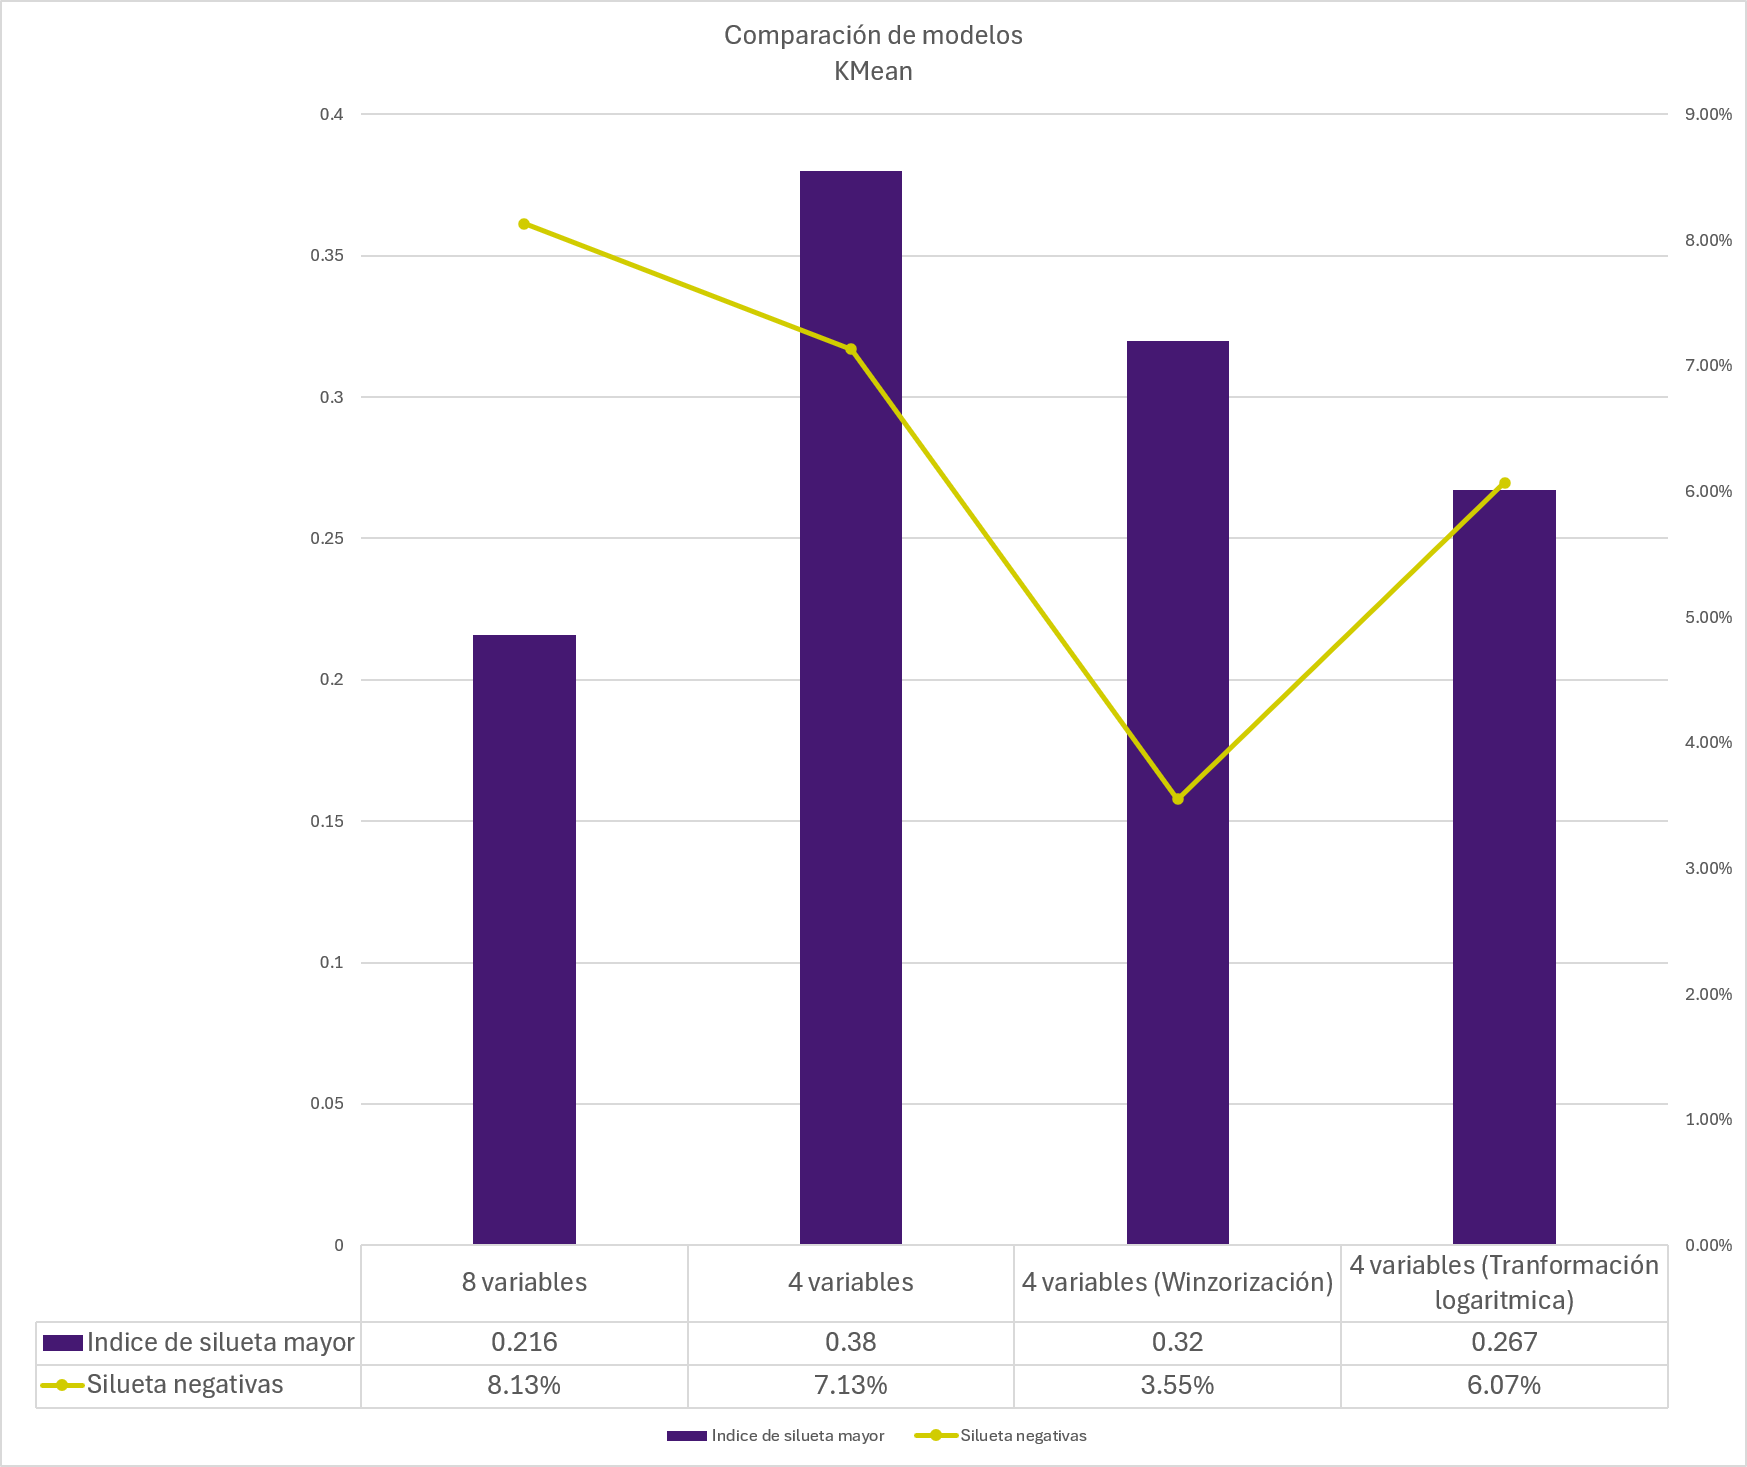 Comparación de modelos
KMean
0.4
0.35
0.3
0.25
0.2
0.15
0.1
0.05
0
9.00%
8.00%
7.00%
6.00%
5.00%
4.00%
3.00%
2.00%
1.00%
0.00%
8 variables
4 variables
4 variables (Winzorización)
4 variables (Tranformación
logaritmica)
Indice de silueta mayor 0.216 0.38 0.32 0.267
Silueta negativas 8.13% 7.13% 3.55% 6.07%
Indice de silueta mayor Silueta negativas